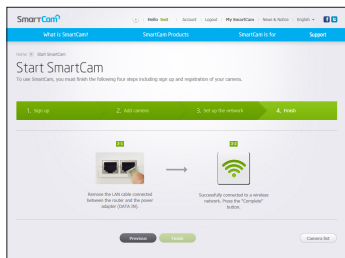 SmartCam
Hello Test | Account | Logout | My SmartCam | News & Notice | English
What is SmartCam? SmartCam Products SmartCam is for Support
Home Start SmartCam
Start SmartCam
To use SmartCam, you must finish the following four steps including sign up and registration of your camera.
1. Sign up 2. Add camera 3. Set up the network 4. Finish
Remove the LAN cable connected
between the router and the power
adapter (DATA IN).
Successfully connected to a wireless
network. Press the "Complete"
button.
Previous Finish Camera list